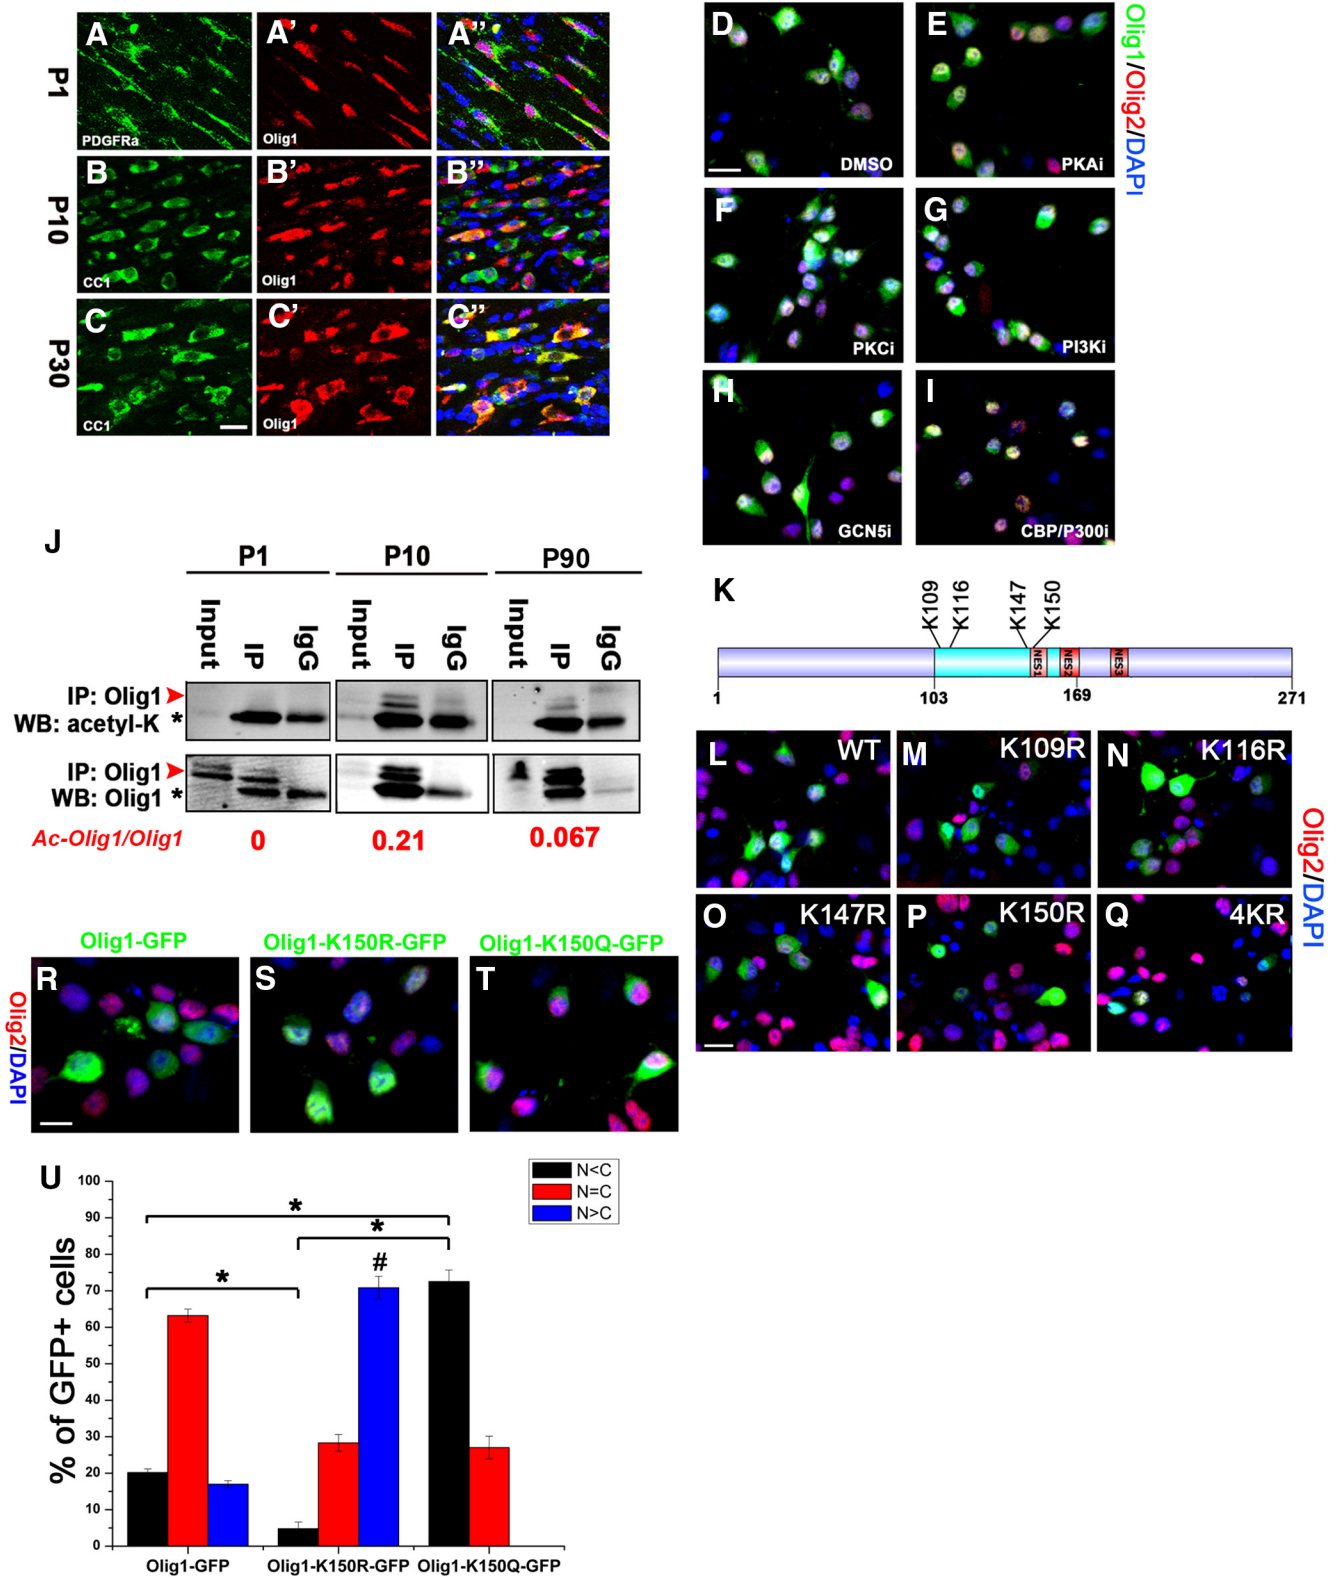 A
A'
A''
P1
PDGFRa
Olig1
B
B'
B''
P10
CC1
Olig1
C
C'
C''
P30
CC1
Olig1
D
DMSO
E
PKAi
F
PKCi
G
PI3Ki
H
GCN5i
I
CBP/P300i
Olig1/Olig2/DAPI
J
P1
P10
P90
Input
IP
IgG
Input
IP
IgG
Input
IP
IgG
IP: Olig1
WB: acetyl-K *
IP: Olig1
WB: Olig1 *
Ac-Olig1/Olig1
0
0.21
0.067
K
K109
K116
K147
K150
NES1
NES2
NES3
1
103
169
271
L
WT
M
K109R
N
K116R
O
K147R
P
K150R
Q
4KR
Olig2/DAPI
Olig1-GFP
Olig1-K150R-GFP
Olig1-K150Q-GFP
R
S
T
Olig2/DAPI
U
N<C
N=C
N>C
% of GFP+ cells
100
90
80
70
60
50
40
30
20
10
0
*
*
*
#
Olig1-GFP
Olig1-K150R-GFP
Olig1-K150Q-GFP